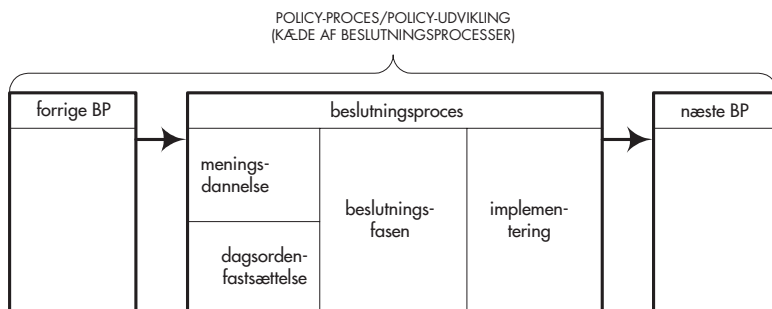 POLICY-PROCES/POLICY-UDVIKLING
(KÆDE AF BESLUTNINGSPROCESSER)
forrige BP
beslutningsproces
næste BP
menings-
dannelse
dagsorden-
fastsættelse
beslutnings-
fasen
implemen-
tering